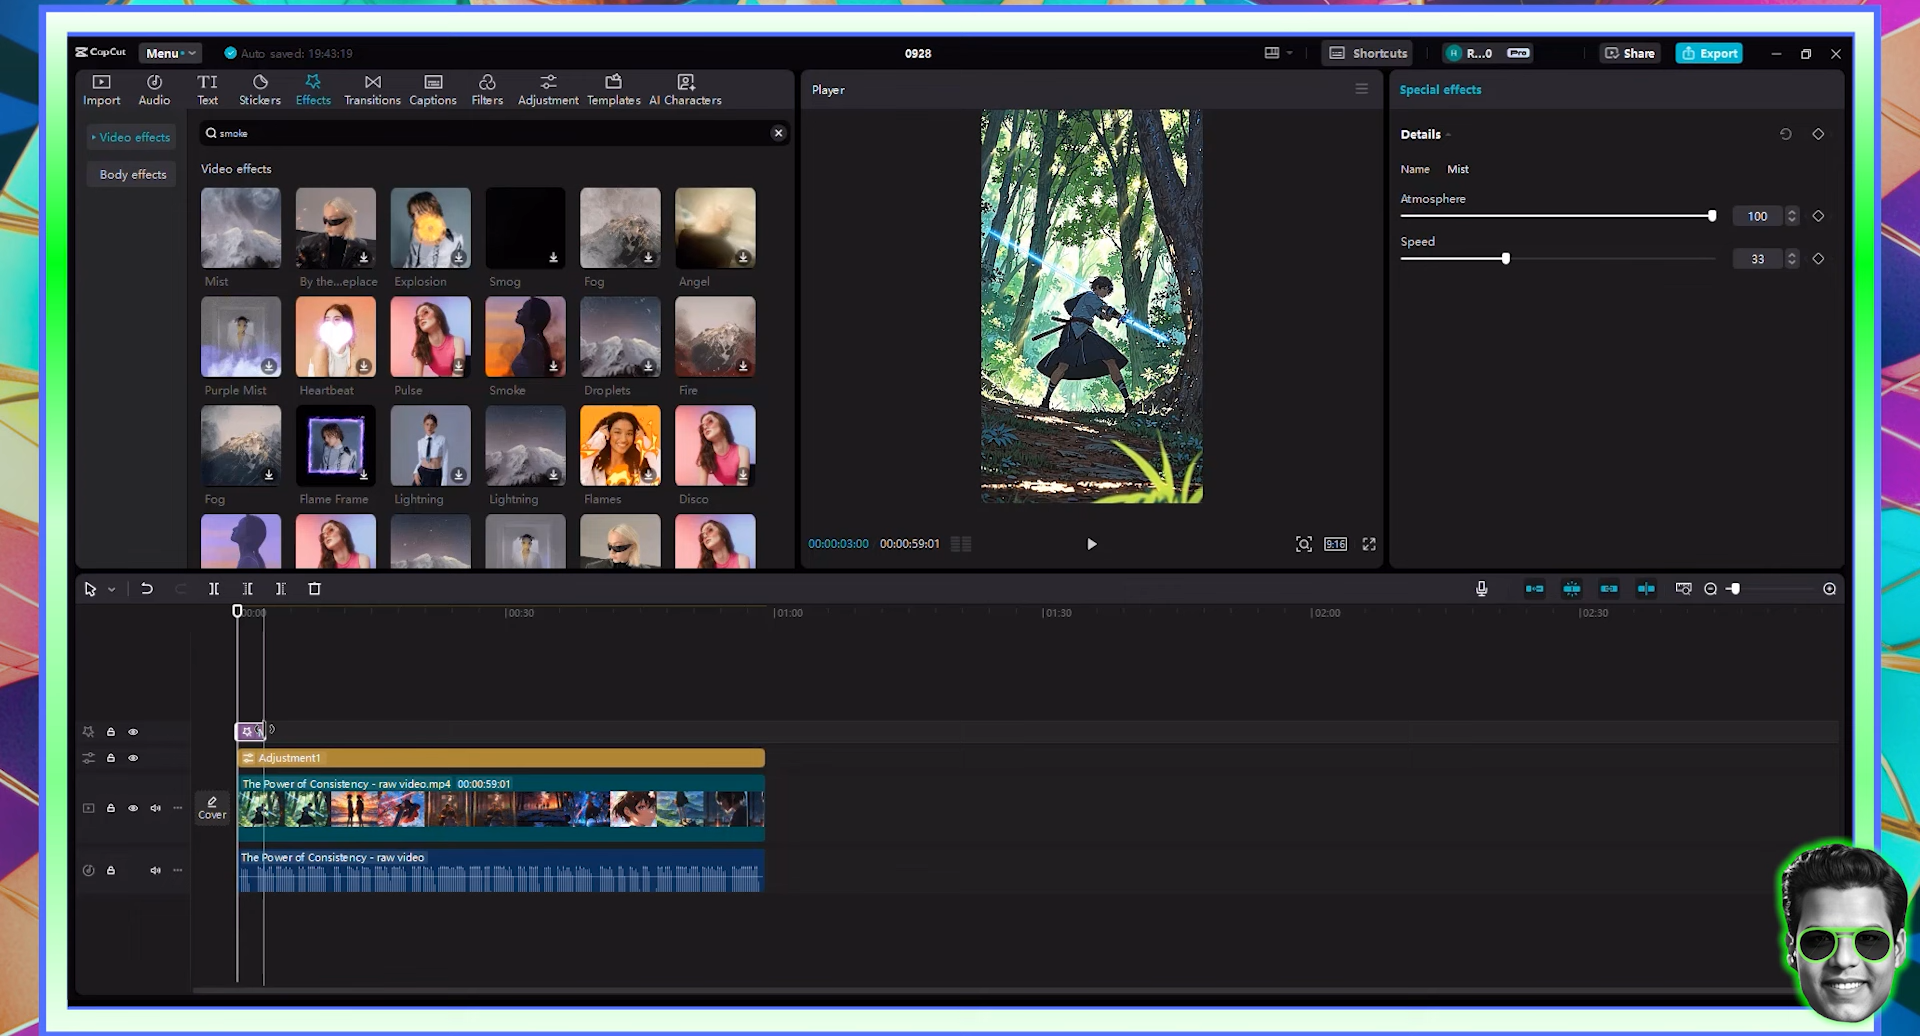 CapCut
Menu
Auto saved: 19:43:19
0928
Shortcuts
R...0
Pro
Share
Export
Import
Audio
TI
Text
Stickers
Effects
Transitions
Captions
Filters
Adjustment
Templates
AI Characters
Player
Special effects
Video effects
Body effects
smoke
Video effects
Mist
By the...eplace
Explosion
Smog
Fog
Angel
Purple Mist
Heartbeat
Pulse
Smoke
Droplets
Fire
Fog
Flame Frame
Lightning
Lightning
Flames
Disco
00:00:03:00
00:00:59:01
9:16
Details
Name Mist
Atmosphere
100
Speed
33
00:00
00:30
01:00
01:30
02:00
02:30
Adjustment1
The Power of Consistency - raw video.mp4 00:00:59:01
Cover
The Power of Consistency - raw video